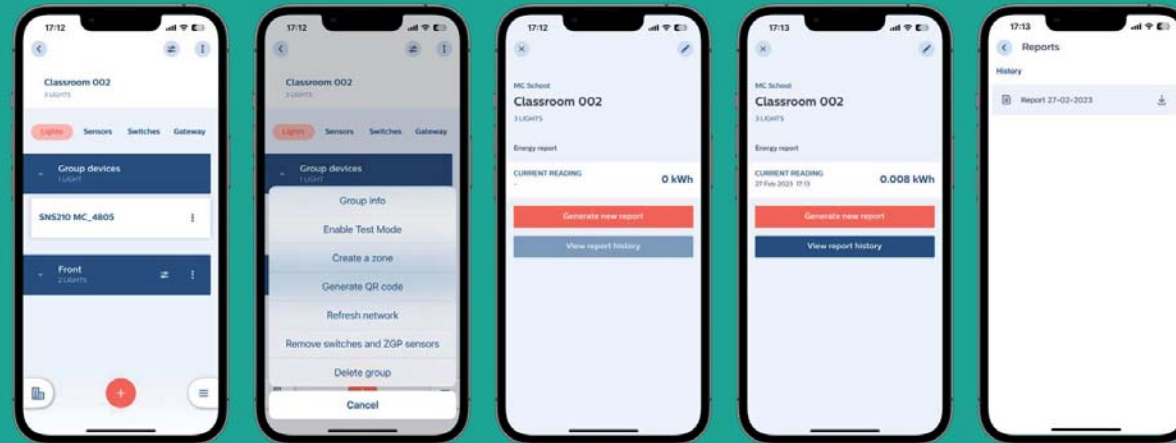 17:12
Classroom 002
3 LIGHTS
Lights Sensors Switches Gateway
Group devices
1 LIGHT
SNS210 MC_4805
Front
2 LIGHTS
17:12
Classroom 002
3 LIGHTS
Lights Sensors Switches Gateway
Group devices
1 LIGHT
Group info
Enable Test Mode
Create a zone
Generate QR code
Refresh network
Remove switches and ZGP sensors
Delete group
Cancel
17:12
MC School
Classroom 002
3 LIGHTS
Energy report
CURRENT READING
-
0 kWh
Generate new report
View report history
17:13
MC School
Classroom 002
3 LIGHTS
Energy report
CURRENT READING
27 Feb 2023 17:13
0.008 kWh
Generate new report
View report history
17:13
Reports
History
Report 27-02-2023